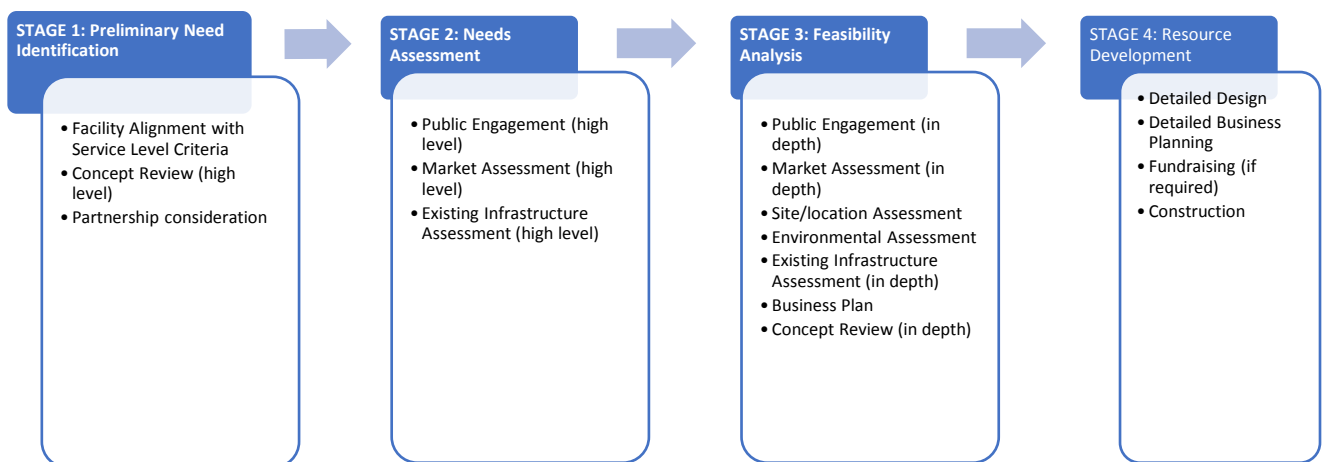 STAGE 1: Preliminary Need
Identification
• Facility Alignment with
Service Level Criteria
• Concept Review (high
level)
• Partnership consideration
STAGE 2: Needs
Assessment
• Public Engagement (high
level)
• Market Assessment (high
level)
• Existing Infrastructure
Assessment (high level)
STAGE 3: Feasibility
Analysis
• Public Engagement (in
depth)
• Market Assessment (in
depth)
• Site/location Assessment
• Environmental Assessment
• Existing Infrastructure
Assessment (in depth)
• Business Plan
• Concept Review (in depth)
STAGE 4: Resource
Development
• Detailed Design
• Detailed Business
Planning
• Fundraising (if
required)
• Construction